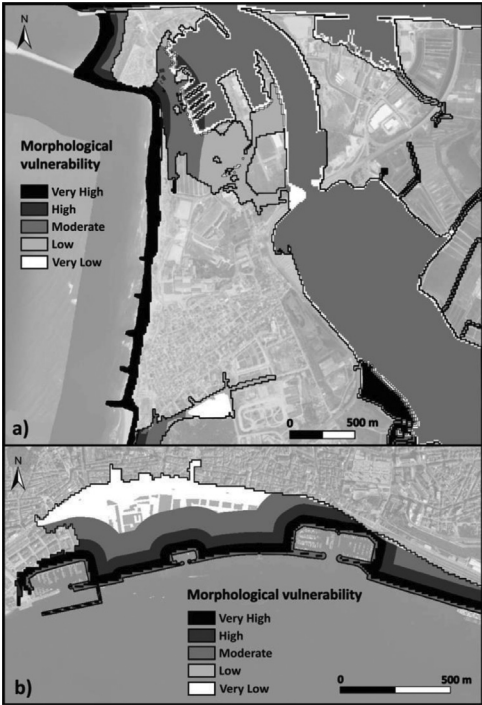 N
Morphological
vulnerability
Very High
High
Moderate
Low
Very Low
a)
0 500 m
N
Morphological vulnerability
Very High
High
Moderate
Low
Very Low
b)
0 500 m